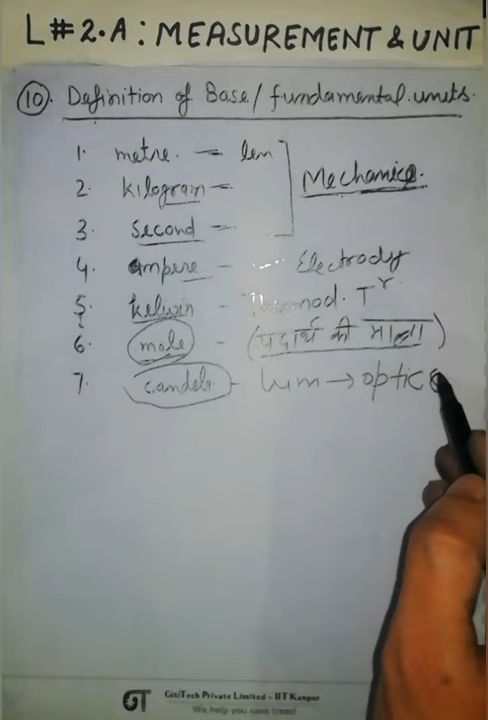 L#2.A: MEASUREMENT & UNIT
10. Definition of Base/fundamental units.
1. metre. - len
2. kilogram - Mechanics.
3. second -
4. ampere - Electrody
5. kelwin - Thermod. Tr
6. mole - (पदार्थ की मात्रा)
7. candela - lum → optics
GT GitiTech Private Limited - IIT Kanpur
We help you save trees!